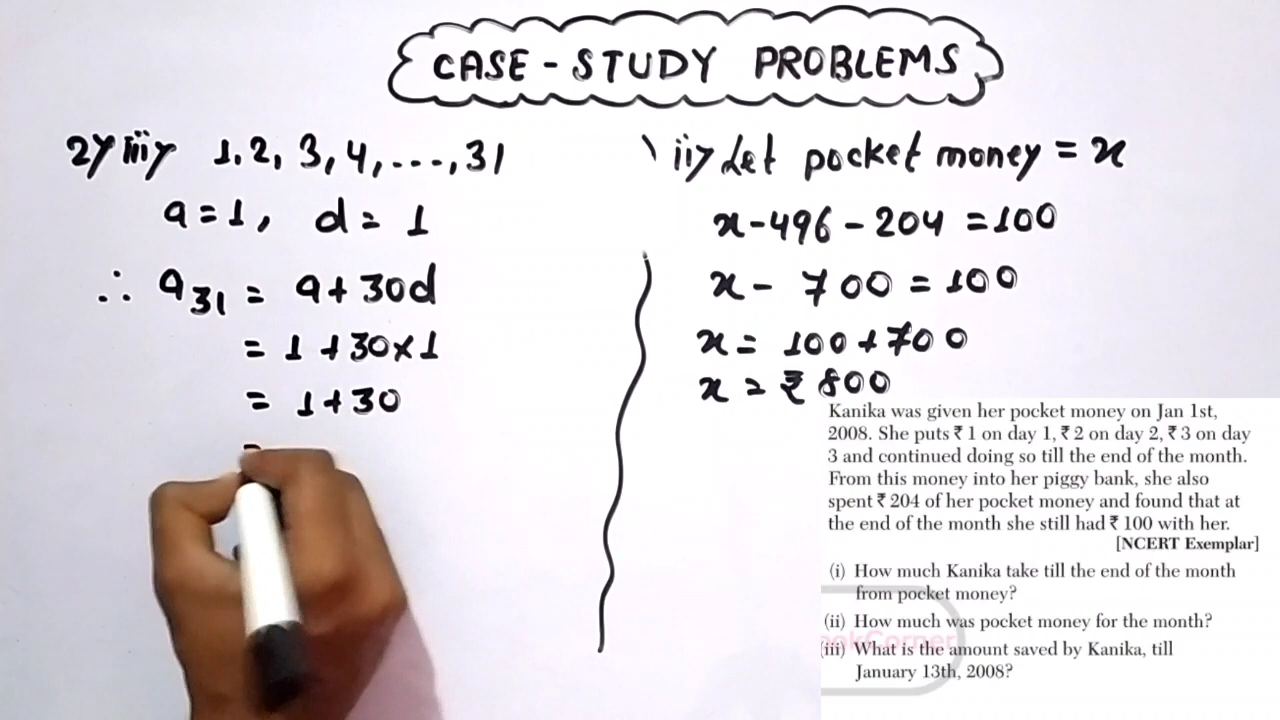 CASE - STUDY PROBLEMS
2) iii) 1, 2, 3, 4, ..., 31
a = 1, d = 1
∴ a₃₁ = a + 30d
= 1 + 30 × 1
= 1 + 30
ii) Let pocket money = x
x - 496 - 204 = 100
x - 700 = 100
x = 100 + 700
x = ₹ 800
Kanika was given her pocket money on Jan 1st,
2008. She puts ₹ 1 on day 1, ₹ 2 on day 2, ₹ 3 on day
3 and continued doing so till the end of the month.
From this money into her piggy bank, she also
spent ₹ 204 of her pocket money and found that at
the end of the month she still had ₹ 100 with her.
[NCERT Exemplar]
(i) How much Kanika take till the end of the month
from pocket money?
(ii) How much was pocket money for the month?
(iii) What is the amount saved by Kanika, till
January 13th, 2008?